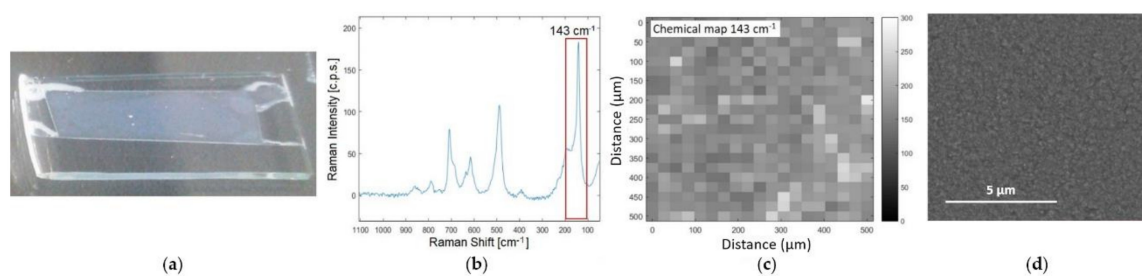 143 cm⁻¹
Raman Intensity [c.p.s.]
200
150
100
50
0
1100 1000 900 800 700 600 500 400 300 200 100
Raman Shift [cm⁻¹]
Chemical map 143 cm⁻¹
Distance (µm)
0
50
100
150
200
250
300
350
400
450
500
0 100 200 300 400 500
Distance (µm)
300
250
200
150
100
50
0
5 µm
(a) (b) (c) (d)